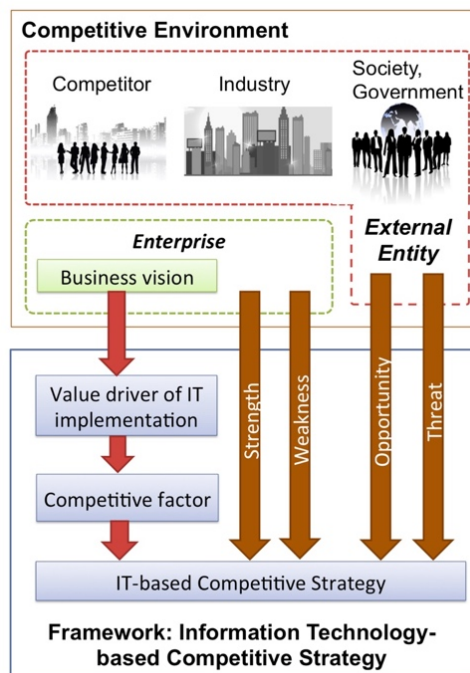 Competitive Environment
Competitor
Industry
Society,
Government
Enterprise
External
Entity
Business vision
Value driver of IT
implementation
Competitive factor
Strength
Weakness
Opportunity
Threat
IT-based Competitive Strategy
Framework: Information Technology-
based Competitive Strategy